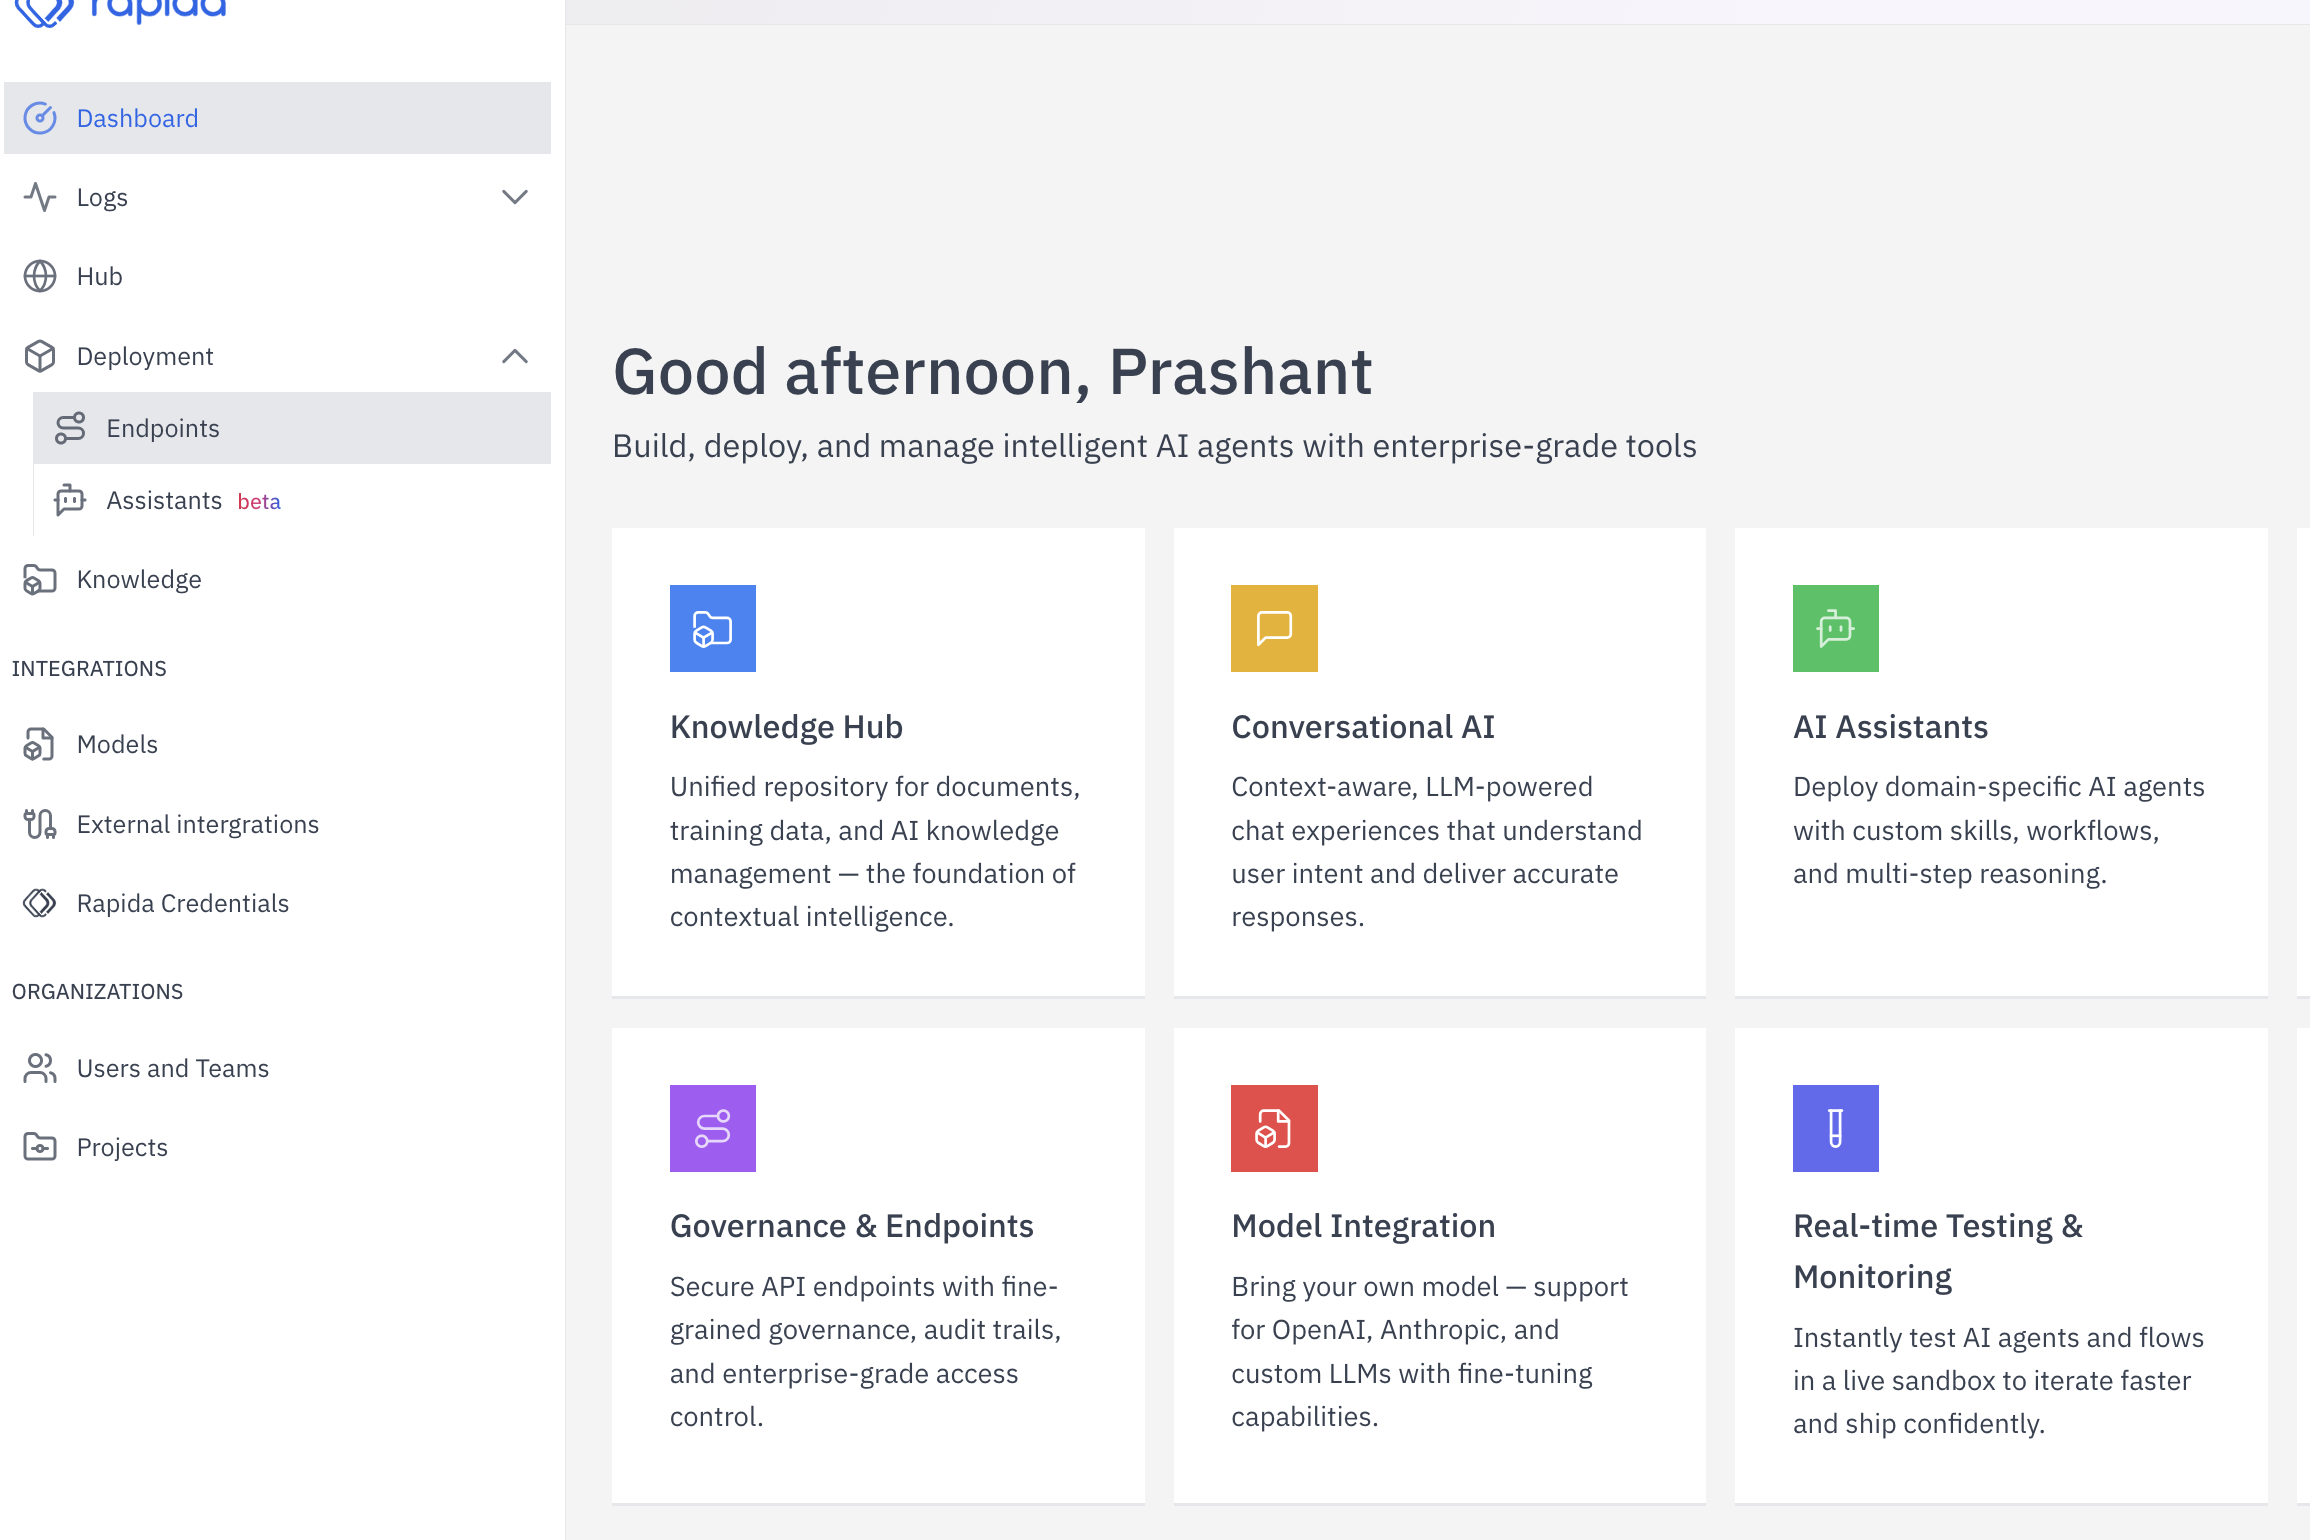 rapida
Dashboard
Logs
Hub
Deployment
Endpoints
Assistants beta
Knowledge
INTEGRATIONS
Models
External intergrations
Rapida Credentials
ORGANIZATIONS
Users and Teams
Projects
Good afternoon, Prashant
Build, deploy, and manage intelligent AI agents with enterprise-grade tools
Knowledge Hub
Unified repository for documents,
training data, and AI knowledge
management — the foundation of
contextual intelligence.
Conversational AI
Context-aware, LLM-powered
chat experiences that understand
user intent and deliver accurate
responses.
AI Assistants
Deploy domain-specific AI agents
with custom skills, workflows,
and multi-step reasoning.
Governance & Endpoints
Secure API endpoints with fine-
grained governance, audit trails,
and enterprise-grade access
control.
Model Integration
Bring your own model — support
for OpenAI, Anthropic, and
custom LLMs with fine-tuning
capabilities.
Real-time Testing &
Monitoring
Instantly test AI agents and flows
in a live sandbox to iterate faster
and ship confidently.